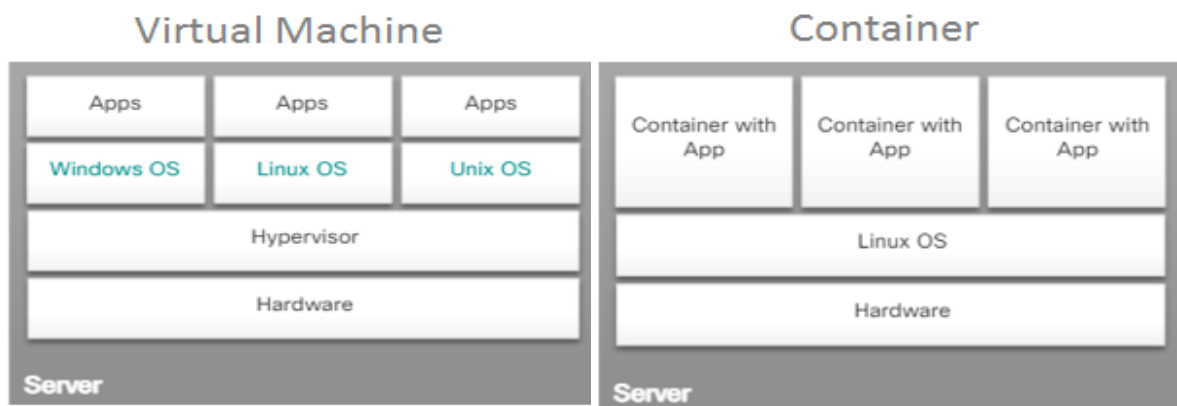 Virtual Machine
Apps
Apps
Apps
Windows OS
Linux OS
Unix OS
Hypervisor
Hardware
Server
Container
Container with
App
Container with
App
Container with
App
Linux OS
Hardware
Server